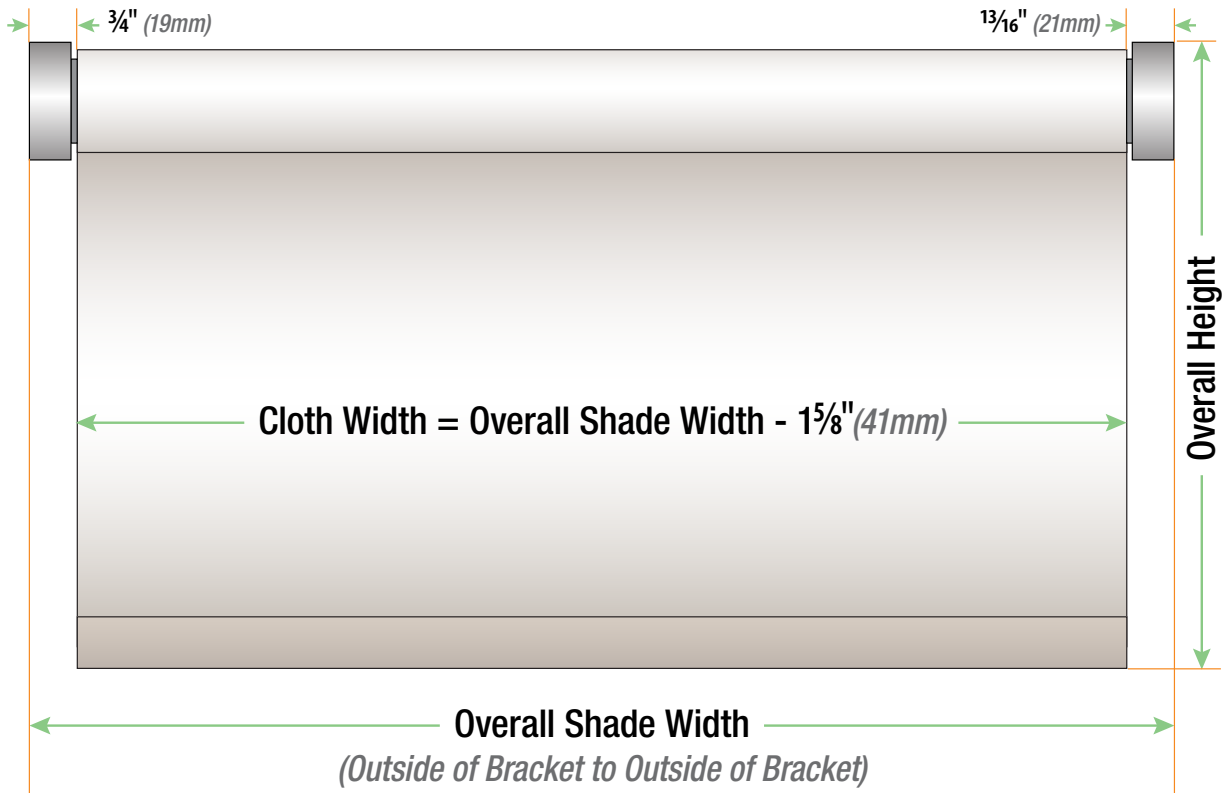 ¾" (19mm)
1³⁄16" (21mm)
Cloth Width = Overall Shade Width - 1⅝"(41mm)
Overall Height
Overall Shade Width
(Outside of Bracket to Outside of Bracket)